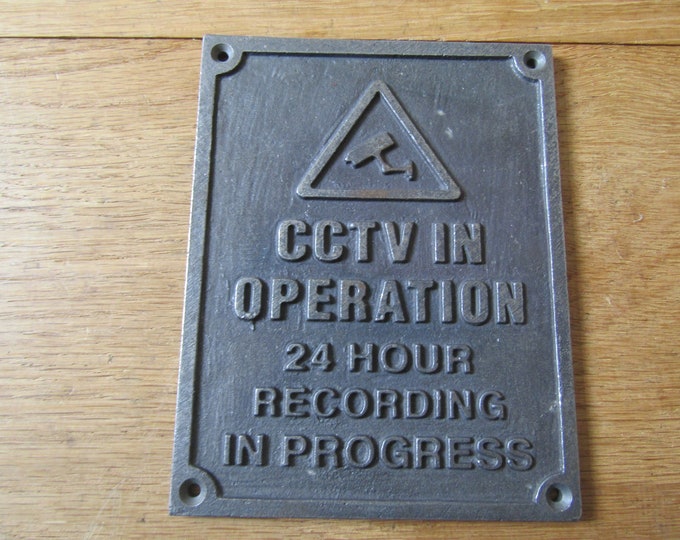 CCTV IN
OPERATION
24 HOUR
RECORDING
IN PROGRESS